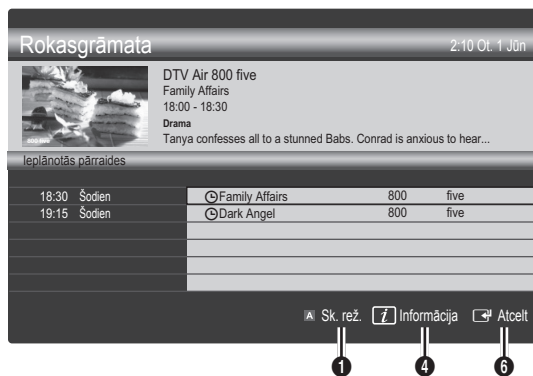 Rokasgrāmata 2:10 Ot. 1 Jūn
DTV Air 800 five
Family Affairs
18:00 - 18:30
Drama
Tanya confesses all to a stunned Babs. Conrad is anxious to hear...
800 five
Ieplānotās pārraides
18:30 Šodien Family Affairs 800 five
19:15 Šodien Dark Angel 800 five
A Sk. rež. i Informācija Atcelt
1 4 6